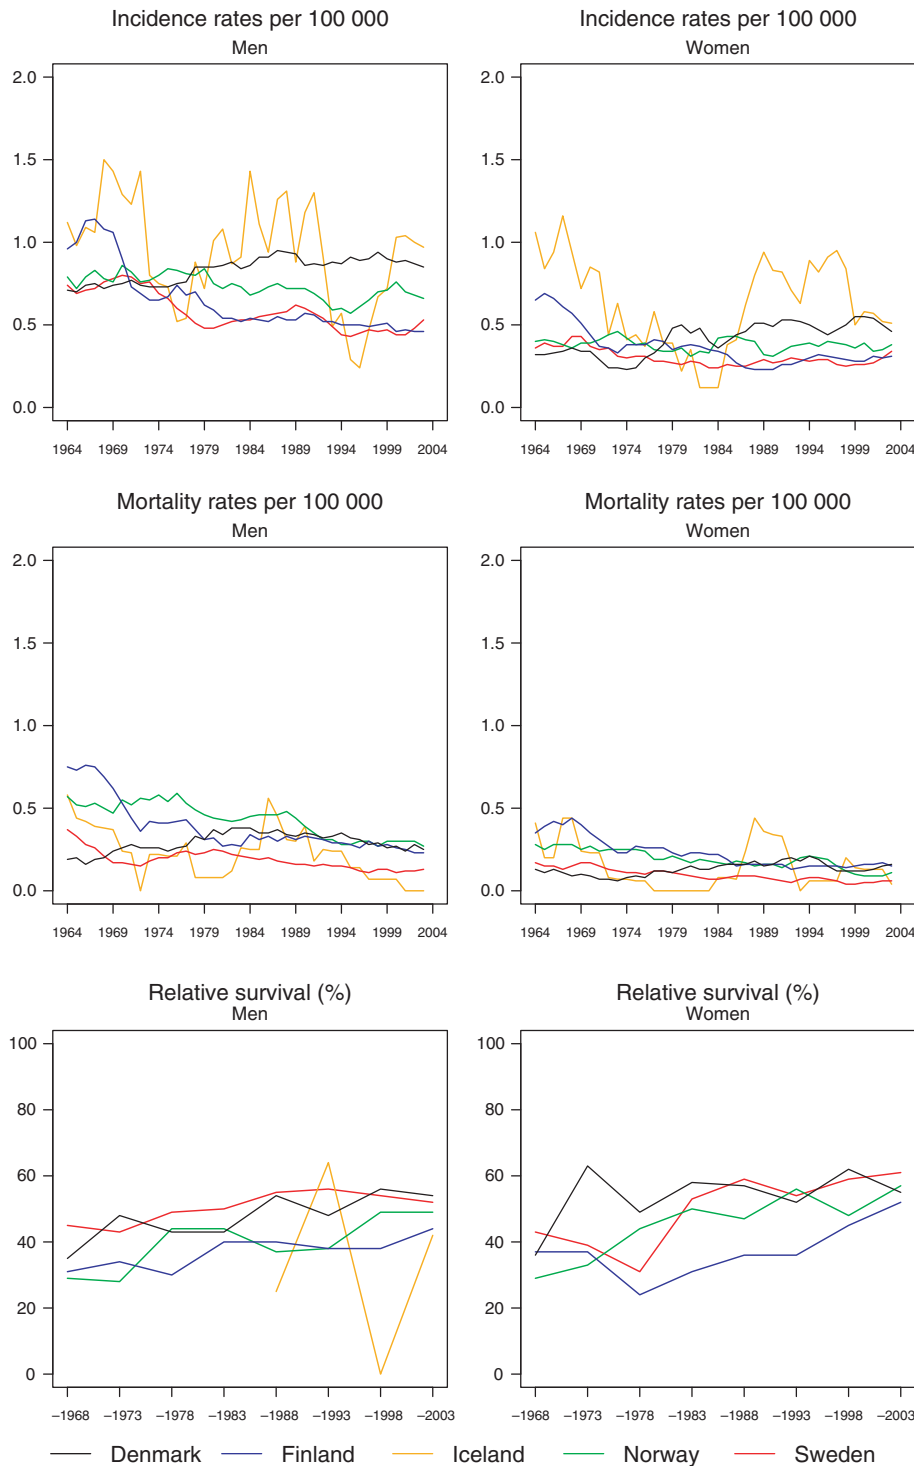 Incidence rates per 100 000
Men
2.0
1.5
1.0
0.5
0.0
1964 1969 1974 1979 1984 1989 1994 1999 2004
Incidence rates per 100 000
Women
2.0
1.5
1.0
0.5
0.0
1964 1969 1974 1979 1984 1989 1994 1999 2004
Mortality rates per 100 000
Men
2.0
1.5
1.0
0.5
0.0
1964 1969 1974 1979 1984 1989 1994 1999 2004
Mortality rates per 100 000
Women
2.0
1.5
1.0
0.5
0.0
1964 1969 1974 1979 1984 1989 1994 1999 2004
Relative survival (%)
Men
100
80
60
40
20
0
–1968 –1973 –1978 –1983 –1988 –1993 –1998 –2003
Relative survival (%)
Women
100
80
60
40
20
0
–1968 –1973 –1978 –1983 –1988 –1993 –1998 –2003
Denmark Finland Iceland Norway Sweden